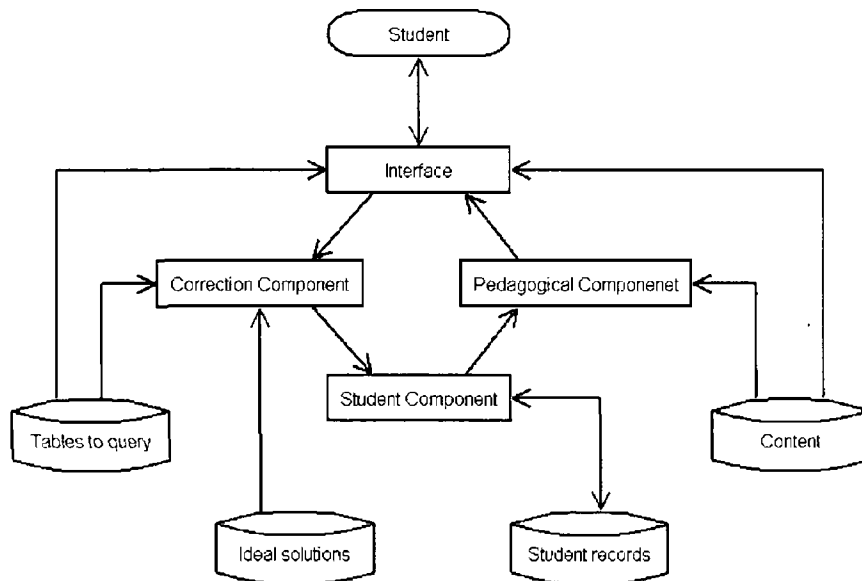 Student
Interface
Correction Component
Pedagogical Componenet
Student Component
Tables to query
Content
Ideal solutions
Student records